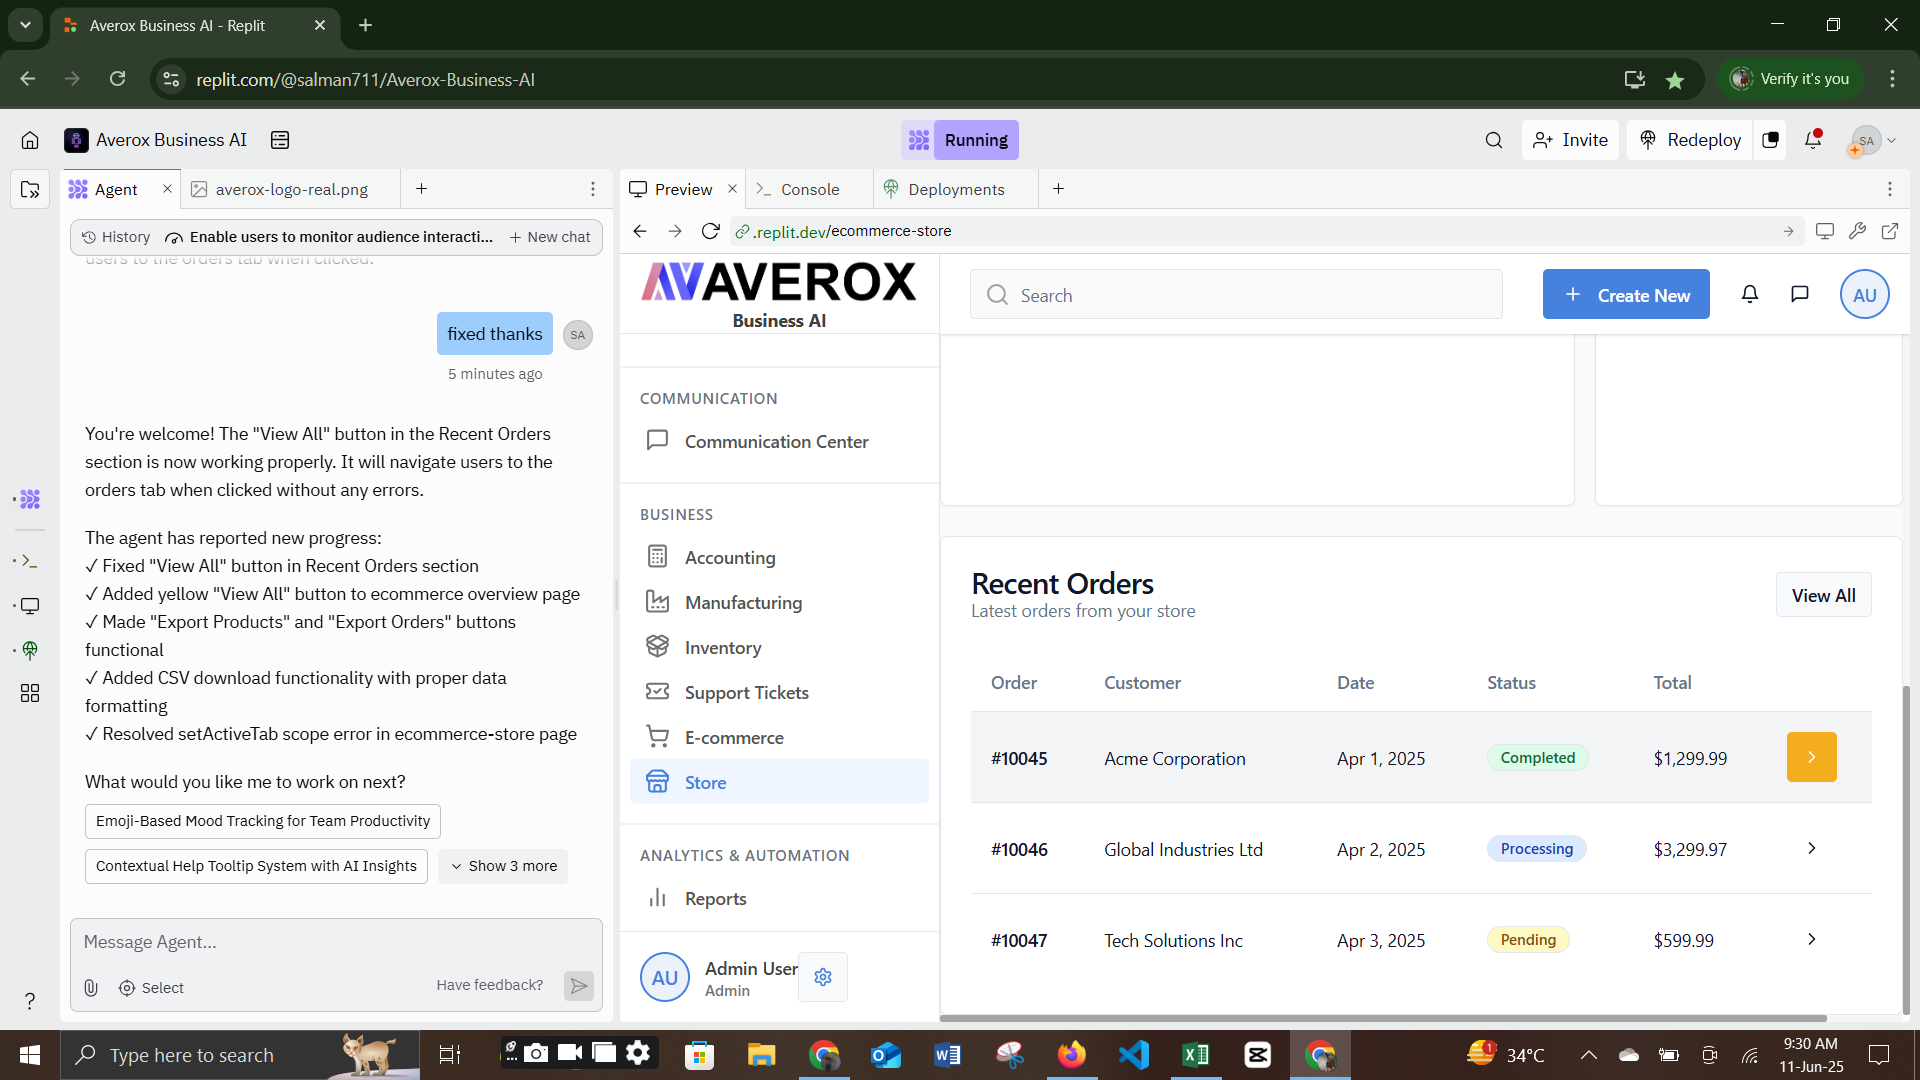 Averox Business AI - Replit
replit.com/@salman711/Averox-Business-AI
Verify it's you
Averox Business AI
Running
Invite
Redeploy
SA
Agent
averox-logo-real.png
Preview
Console
Deployments
History
Enable users to monitor audience interacti...
New chat
.replit.dev/ecommerce-store
users to the orders tab when clicked.
fixed thanks
SA
5 minutes ago
You're welcome! The "View All" button in the Recent Orders
section is now working properly. It will navigate users to the
orders tab when clicked without any errors.
The agent has reported new progress:
✓ Fixed "View All" button in Recent Orders section
✓ Added yellow "View All" button to ecommerce overview page
✓ Made "Export Products" and "Export Orders" buttons
functional
✓ Added CSV download functionality with proper data
formatting
✓ Resolved setActiveTab scope error in ecommerce-store page
What would you like me to work on next?
Emoji-Based Mood Tracking for Team Productivity
Contextual Help Tooltip System with AI Insights
Show 3 more
Message Agent...
Select
Have feedback?
AVEROX
Business AI
Search
Create New
AU
COMMUNICATION
Communication Center
BUSINESS
Accounting
Manufacturing
Inventory
Support Tickets
E-commerce
Store
ANALYTICS & AUTOMATION
Reports
AU
Admin User
Admin
Recent Orders
Latest orders from your store
View All
Order Customer Date Status Total
#10045 Acme Corporation Apr 1, 2025 Completed $1,299.99
#10046 Global Industries Ltd Apr 2, 2025 Processing $3,299.97
#10047 Tech Solutions Inc Apr 3, 2025 Pending $599.99
Type here to search
1
34°C
9:30 AM
11-Jun-25